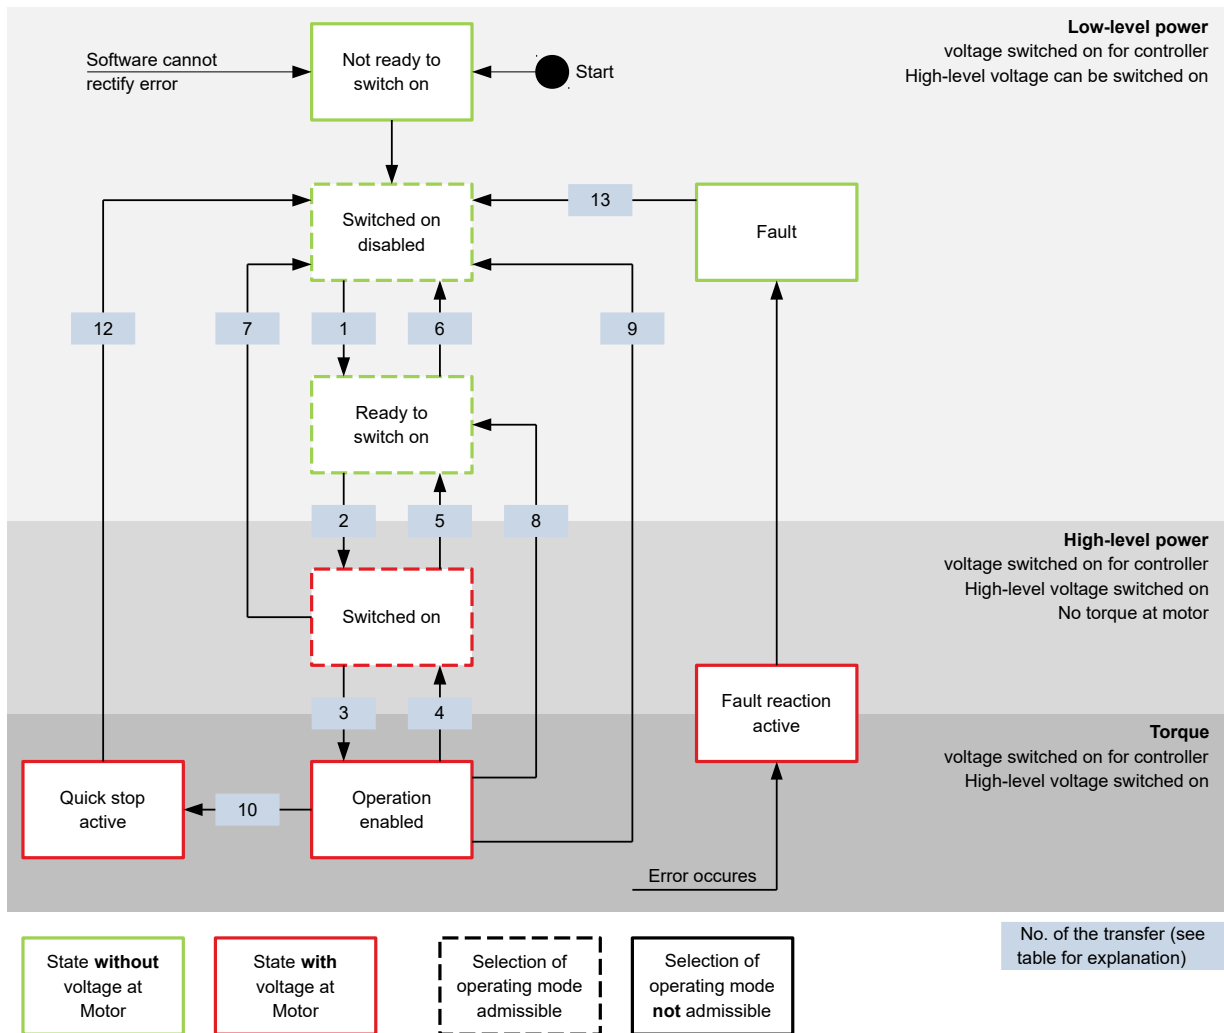 Low-level power
voltage switched on for controller
High-level voltage can be switched on
Software cannot
rectify error
Not ready to
switch on
Start
Switched on
disabled
13
Fault
12
7
1
6
9
Ready to
switch on
2
5
8
High-level power
voltage switched on for controller
High-level voltage switched on
No torque at motor
Switched on
3
4
Fault reaction
active
Torque
voltage switched on for controller
High-level voltage switched on
Quick stop
active
10
Operation
enabled
Error occures
State without
voltage at
Motor
State with
voltage at
Motor
Selection of
operating mode
admissible
Selection of
operating mode
not admissible
No. of the transfer (see
table for explanation)